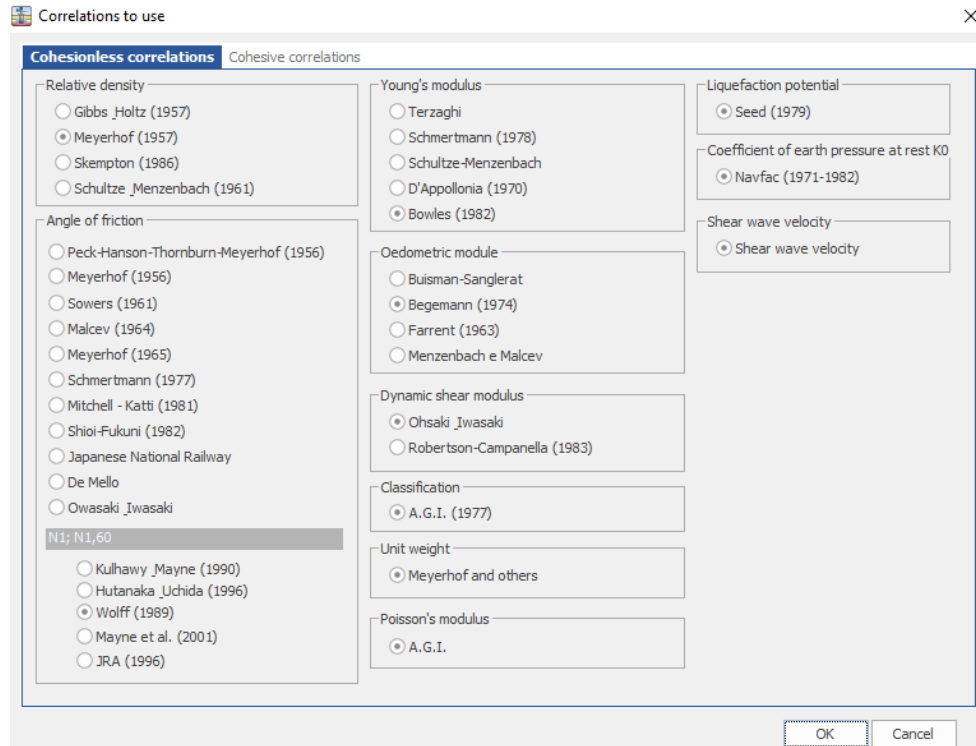 Correlations to use
Cohesionless correlations
Cohesive correlations
Relative density
Gibbs_Holtz (1957)
Meyerhof (1957)
Skempton (1986)
Schultze_Menzenbach (1961)
Angle of friction
Peck-Hanson-Thornburn-Meyerhof (1956)
Meyerhof (1956)
Sowers (1961)
Malcev (1964)
Meyerhof (1965)
Schmertmann (1977)
Mitchell - Katti (1981)
Shioi-Fukuni (1982)
Japanese National Railway
De Mello
Owasaki_Iwasaki
N1; N1,60
Kulhawy_Mayne (1990)
Hutanaka_Uchida (1996)
Wolff (1989)
Mayne et al. (2001)
JRA (1996)
Young's modulus
Terzaghi
Schmertmann (1978)
Schultze-Menzenbach
D'Appollonia (1970)
Bowles (1982)
Oedometric module
Buisman-Sanglerat
Begemann (1974)
Farrent (1963)
Menzenbach e Malcev
Dynamic shear modulus
Ohsaki_Iwasaki
Robertson-Campanella (1983)
Classification
A.G.I. (1977)
Unit weight
Meyerhof and others
Poisson's modulus
A.G.I.
Liquefaction potential
Seed (1979)
Coefficient of earth pressure at rest K0
Navfac (1971-1982)
Shear wave velocity
Shear wave velocity
OK
Cancel